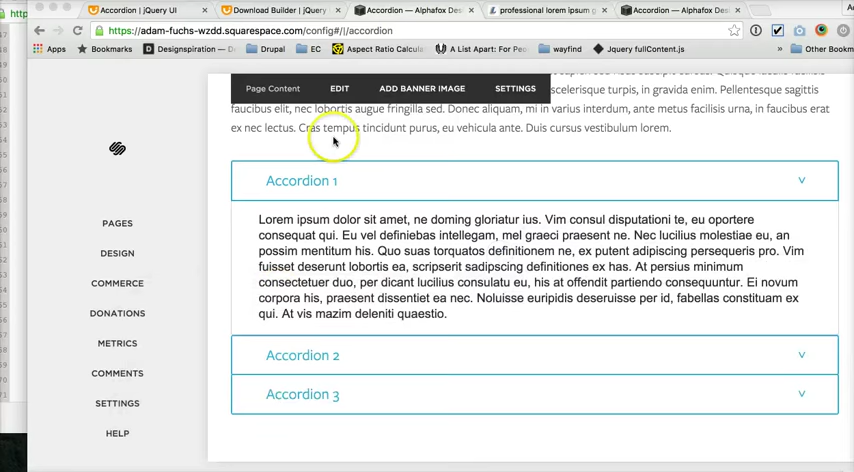 Accordion | jQuery UI
Download Builder | jQuery
Accordion — Alphafox Des
professional lorem ipsum g
Accordion — Alphafox Des
https://adam-fuchs-wzdd.squarespace.com/config#/|/accordion
Apps
Bookmarks
Designspiration —
Drupal
EC
Aspect Ratio Calcula
A List Apart: For Peo
wayfind
Jquery fullContent.js
»
Other Bookm
Page Content
EDIT
ADD BANNER IMAGE
SETTINGS
scelerisque turpis, in gravida enim. Pellentesque sagittis
faucibus elit, nec lobortis augue fringilla sed. Donec aliquam, mi in varius interdum, ante metus facilisis urna, in faucibus erat
ex nec lectus. Cras tempus tincidunt purus, eu vehicula ante. Duis cursus vestibulum lorem.
PAGES
DESIGN
COMMERCE
DONATIONS
METRICS
COMMENTS
SETTINGS
HELP
Accordion 1
Lorem ipsum dolor sit amet, ne doming gloriatur ius. Vim consul disputationi te, eu oportere
consequat qui. Eu vel definiebas intellegam, mel graeci praesent ne. Nec lucilius molestiae eu, an
possim mentitum his. Quo suas torquatos definitionem ne, ex putent adipiscing persequeris pro. Vim
fuisset deserunt lobortis ea, scripserit sadipscing definitiones ex has. At persius minimum
consectetuer duo, per dicant lucilius consulatu eu, his at offendit partiendo consequuntur. Ei novum
corpora his, praesent dissentiet ea nec. Noluisse euripidis deseruisse per id, fabellas constituam ex
qui. At vis mazim deleniti quaestio.
Accordion 2
Accordion 3